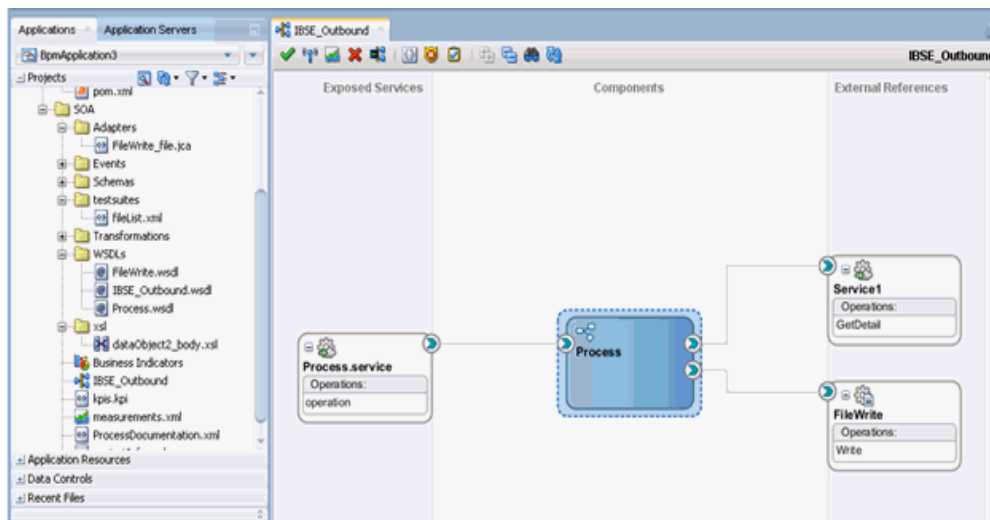 Applications
Application Servers
BpmApplication3
Projects
pom.xml
SOA
Adapters
FileWrite_file.jca
Events
Schemas
testsuites
fileList.xml
Transformations
WSDLs
FileWrite.wsdl
IBSE_Outbound.wsdl
Process.wsdl
xsl
dataObject2_body.xsl
Business Indicators
IBSE_Outbound
kpis.kpi
measurements.xml
ProcessDocumentation.xml
Application Resources
Data Controls
Recent Files
IBSE_Outbound
IBSE_Outbound
Exposed Services
Components
External References
Process.service
Operations:
operation
Process
Service1
Operations:
GetDetail
FileWrite
Operations:
Write